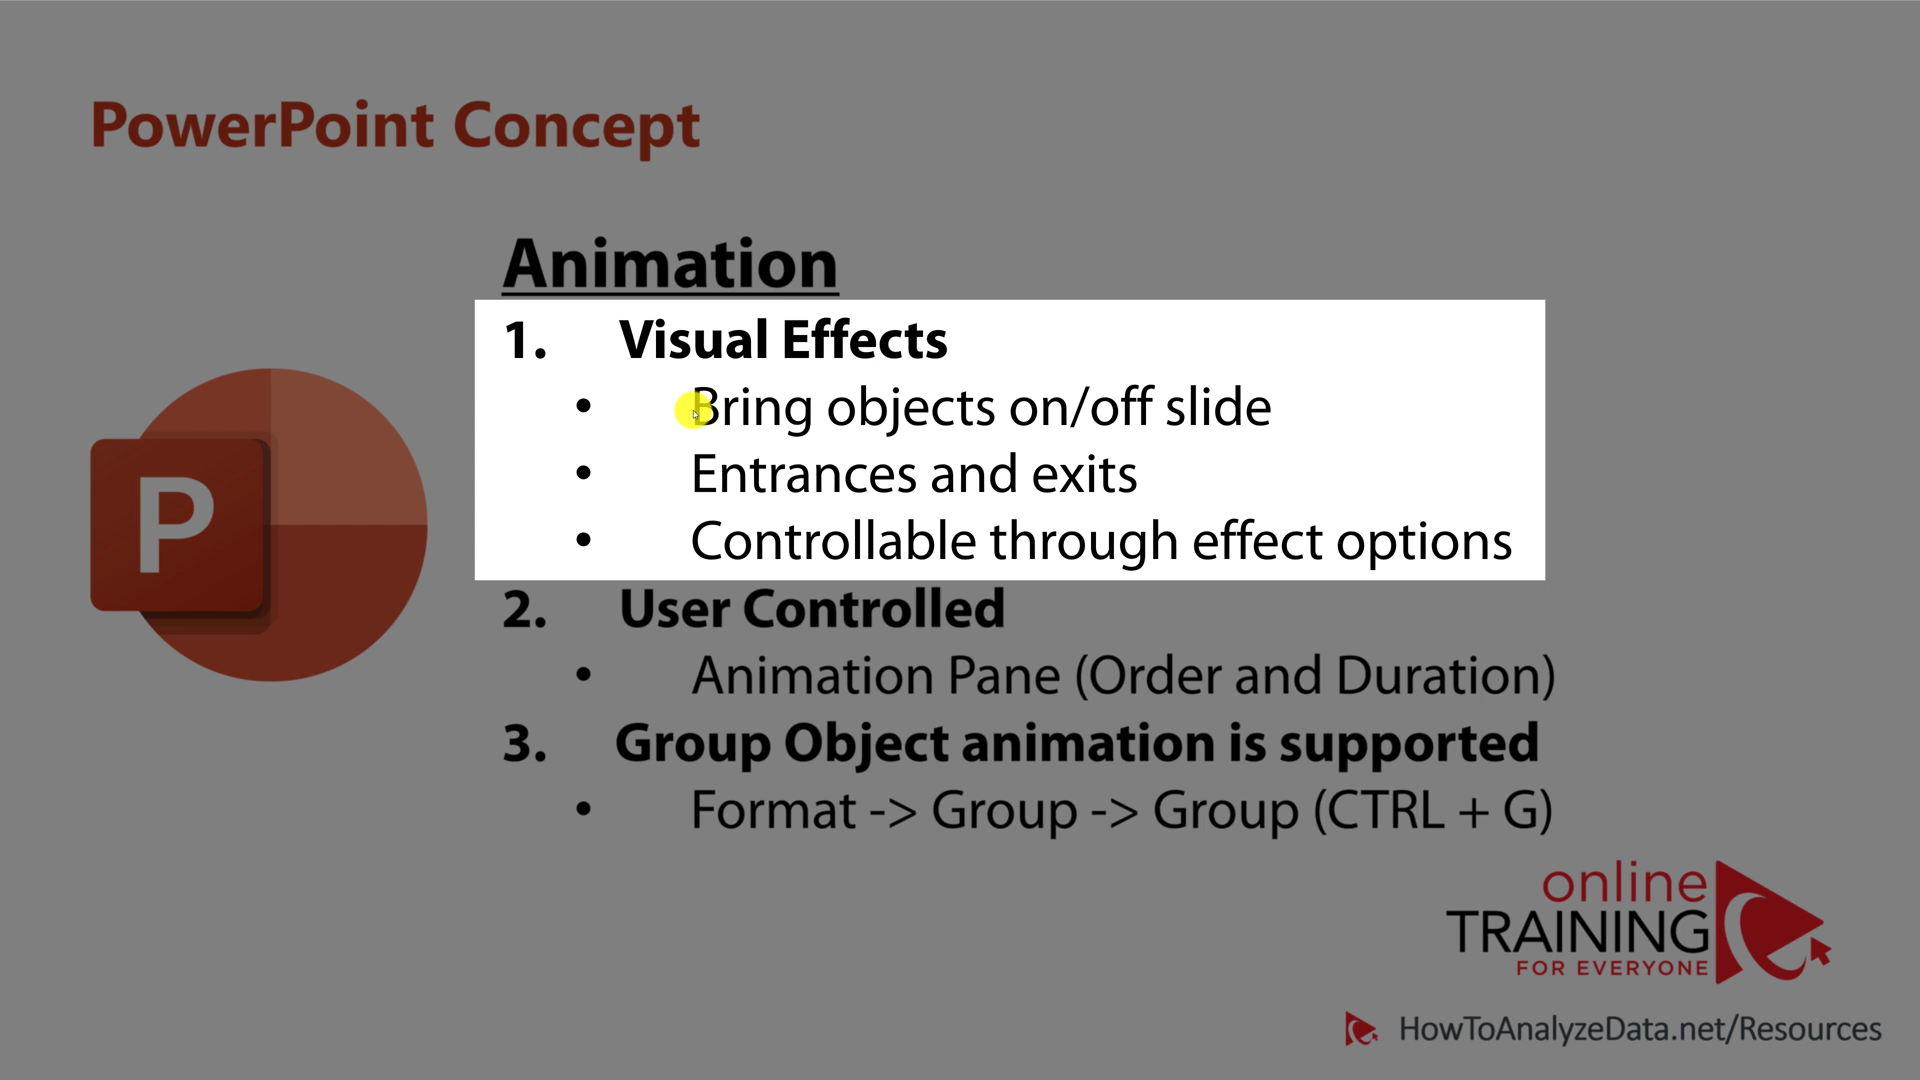 PowerPoint Concept
Animation
1. Visual Effects
• Bring objects on/off slide
• Entrances and exits
• Controllable through effect options
2. User Controlled
• Animation Pane (Order and Duration)
3. Group Object animation is supported
• Format -> Group -> Group (CTRL + G)
P
online
TRAINING
FOR EVERYONE
HowToAnalyzeData.net/Resources